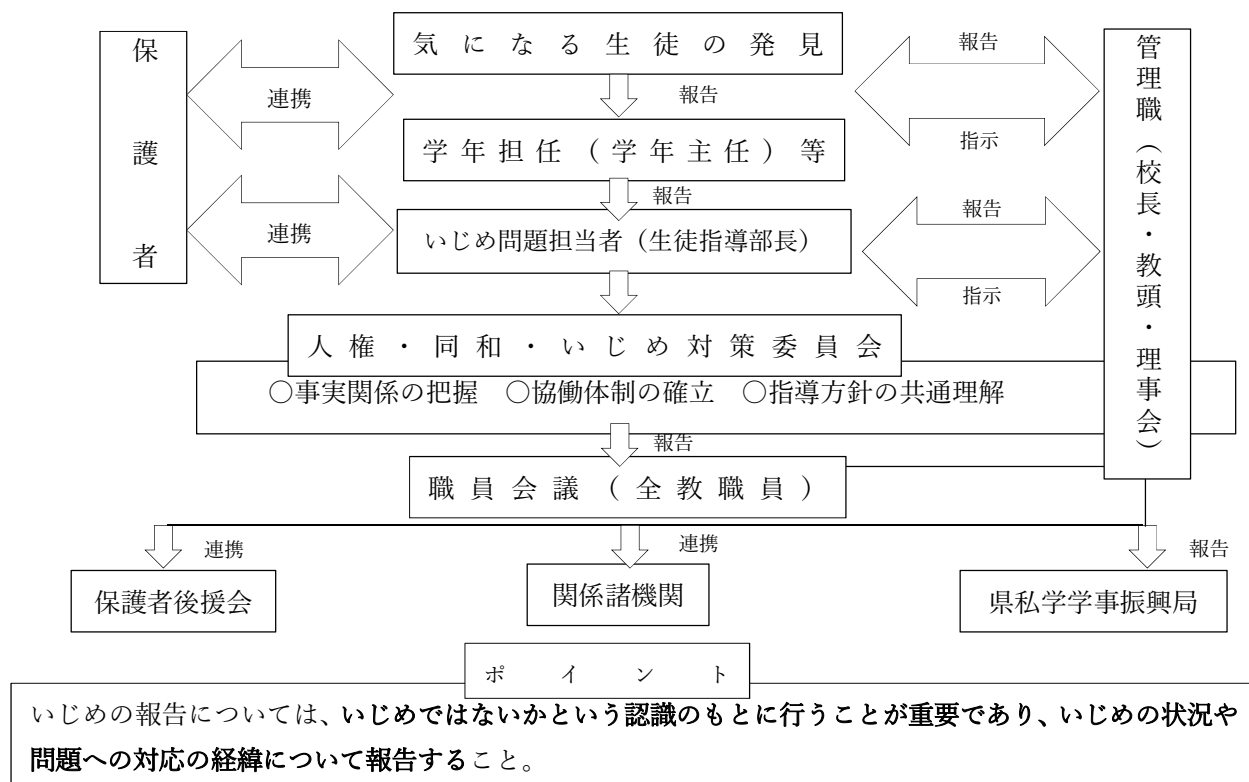 保護者
気になる生徒の発見
報告
連携
報告
指示
学年担任（学年主任）等
報告
連携
いじめ問題担当者（生徒指導部長）
報告
指示
管理職（校長・教頭・理事会）
人権・同和・いじめ対策委員会
○事実関係の把握　○協働体制の確立　○指導方針の共通理解
報告
職員会議（全教職員）
連携
連携
報告
保護者後援会
関係諸機関
県私学学事振興局
ポイント
いじめの報告については、いじめではないかという認識のもとに行うことが重要であり、いじめの状況や
問題への対応の経緯について報告すること。